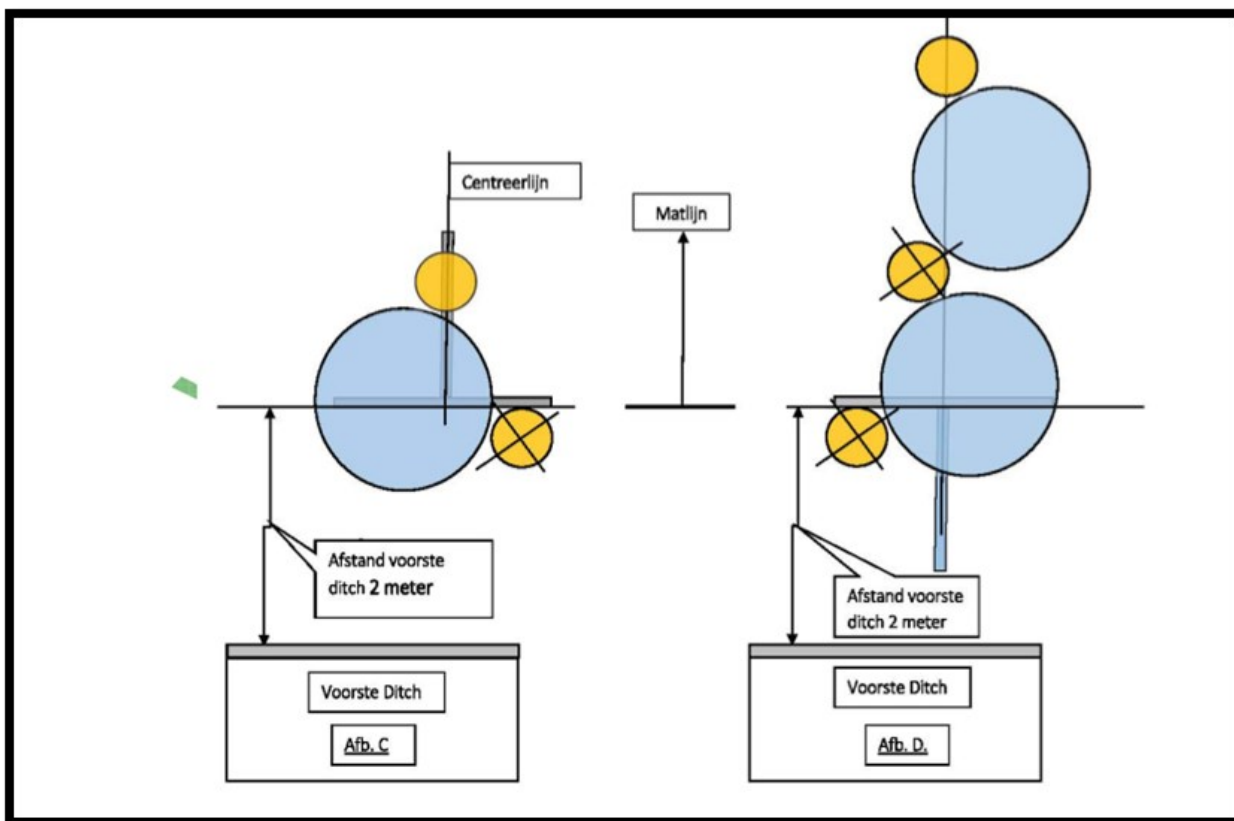 Centreerlijn
Matlijn
Afstand voorste
ditch 2 meter
Afstand voorste
ditch 2 meter
Voorste Ditch
Afb. C
Voorste Ditch
Afb. D.